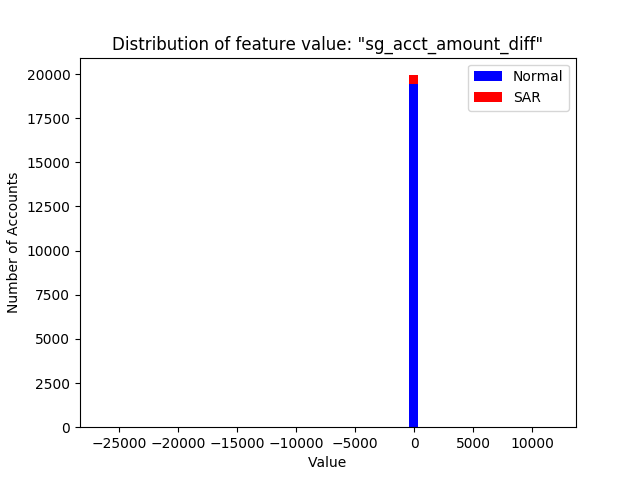 Distribution of feature value: "sg_acct_amount_diff"
Normal
SAR
20000
17500
15000
12500
10000
7500
5000
2500
0
Number of Accounts
−25000 −20000 −15000 −10000 −5000 0 5000 10000
Value